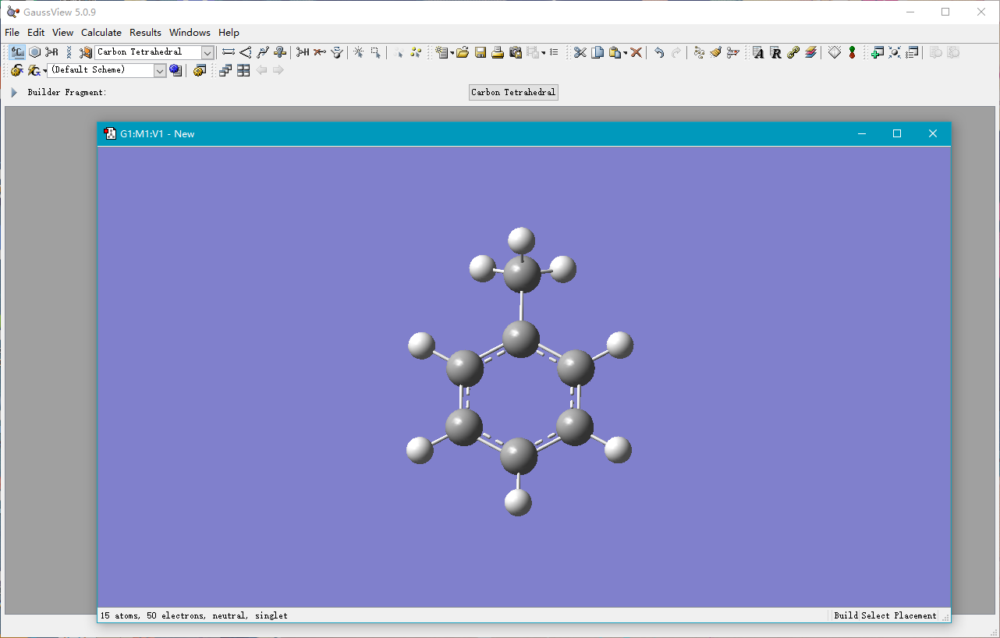 GaussView 5.0.9
File Edit View Calculate Results Windows Help
6C R Carbon Tetrahedral H A R
(Default Scheme)
Builder Fragment: Carbon Tetrahedral
G1:M1:V1 - New
15 atoms, 50 electrons, neutral, singlet Build Select Placement